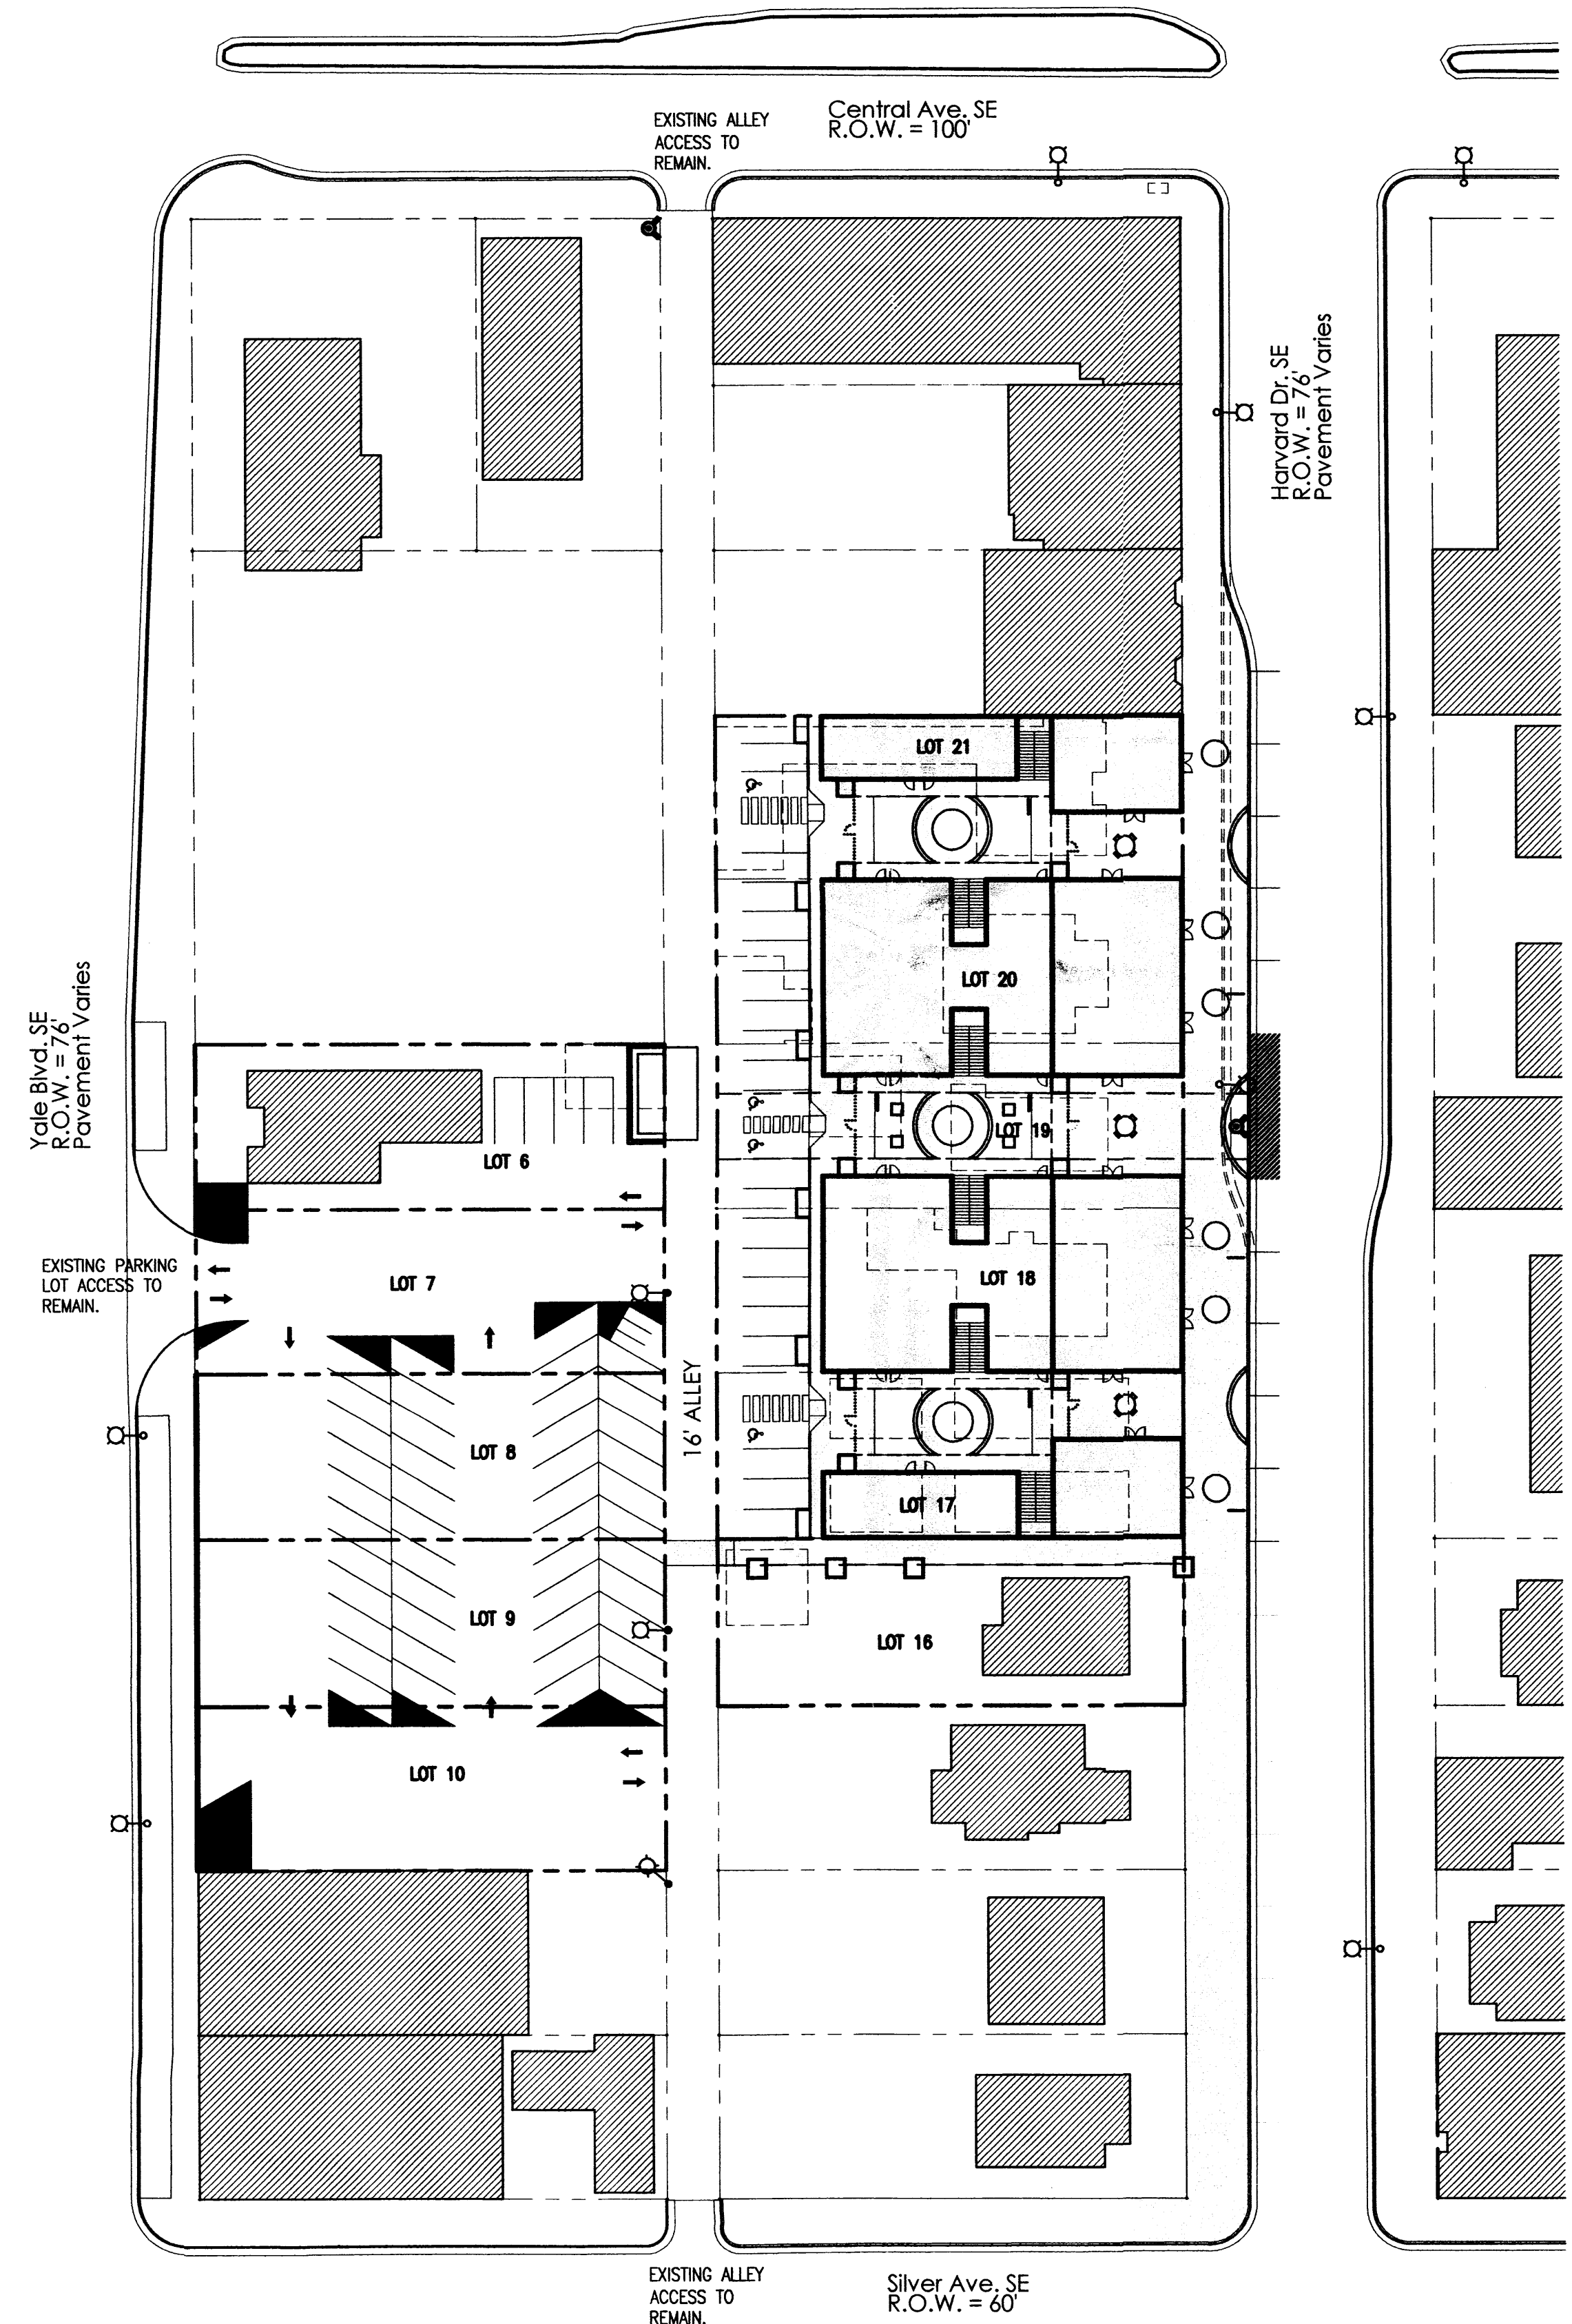 EXISTING ALLEY
ACCESS TO
REMAIN.
Central Ave. SE
R.O.W. = 100'
Harvard Dr. SE
R.O.W. = 76'
Pavement Varies
LOT 21
LOT 20
Yale Blvd. SE
R.O.W. = 76'
Pavement Varies
LOT 19
LOT 6
EXISTING PARKING
LOT ACCESS TO
REMAIN.
LOT 7
LOT 18
16' ALLEY
LOT 8
LOT 17
LOT 9
LOT 16
LOT 10
EXISTING ALLEY
ACCESS TO
REMAIN.
Silver Ave. SE
R.O.W. = 60'